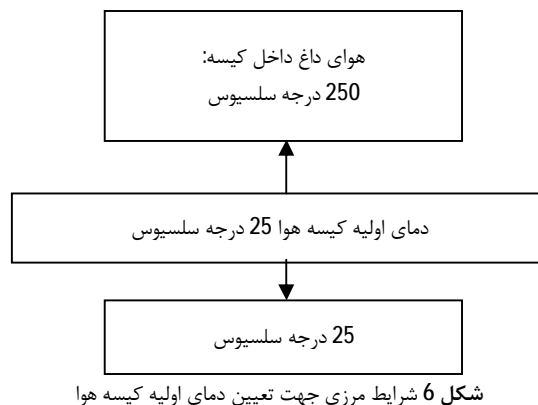 هوای داغ داخل کیسه:
250 درجه سلسیوس
دمای اولیه کیسه هوا 25 درجه سلسیوس
25 درجه سلسیوس
شکل 6 شرایط مرزی جهت تعیین دمای اولیه کیسه هوا